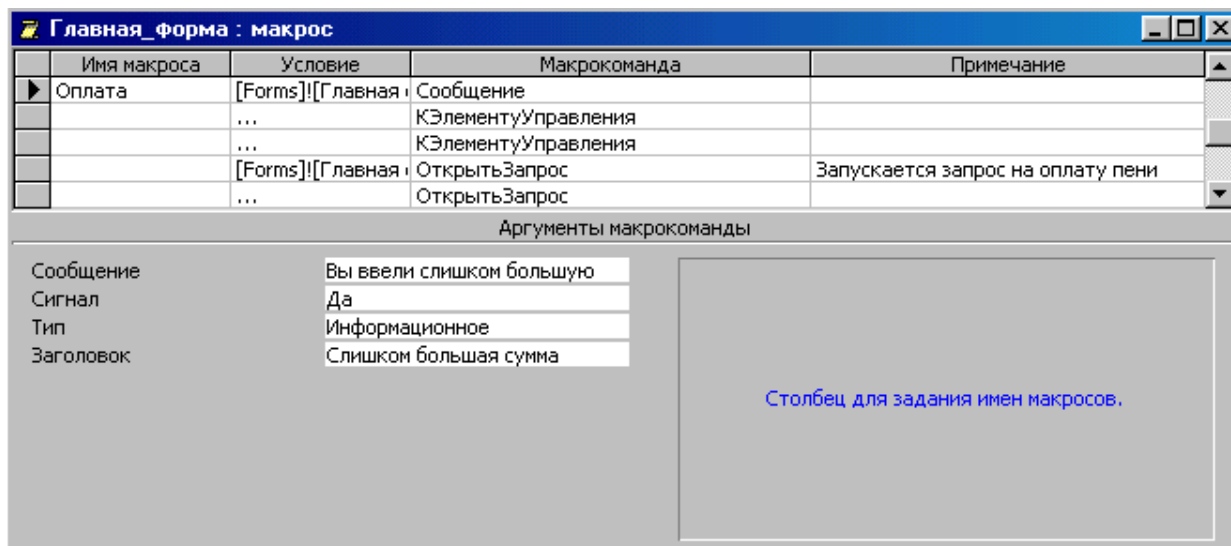 Главная_форма : макрос
Имя макроса Условие Макрокоманда Примечание
Оплата [Forms]![Главная Сообщение
... КЭлементуУправления
... КЭлементуУправления
[Forms]![Главная ОткрытьЗапрос Запускается запрос на оплату пени
... ОткрытьЗапрос
Аргументы макрокоманды
Сообщение Вы ввели слишком большую
Сигнал Да
Тип Информационное
Заголовок Слишком большая сумма
Столбец для задания имен макросов.